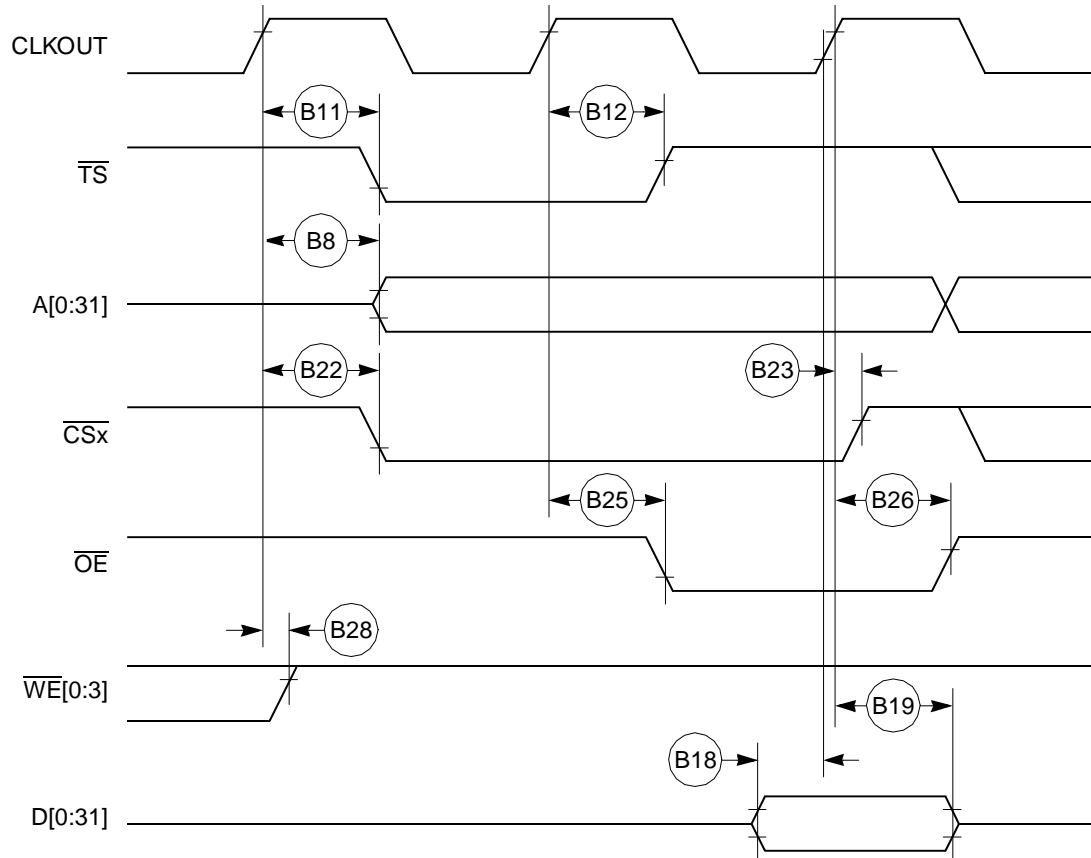 CLKOUT
B11
B12
TS
B8
A[0:31]
B22
B23
CSx
B25
B26
OE
B28
WE[0:3]
B19
B18
D[0:31]